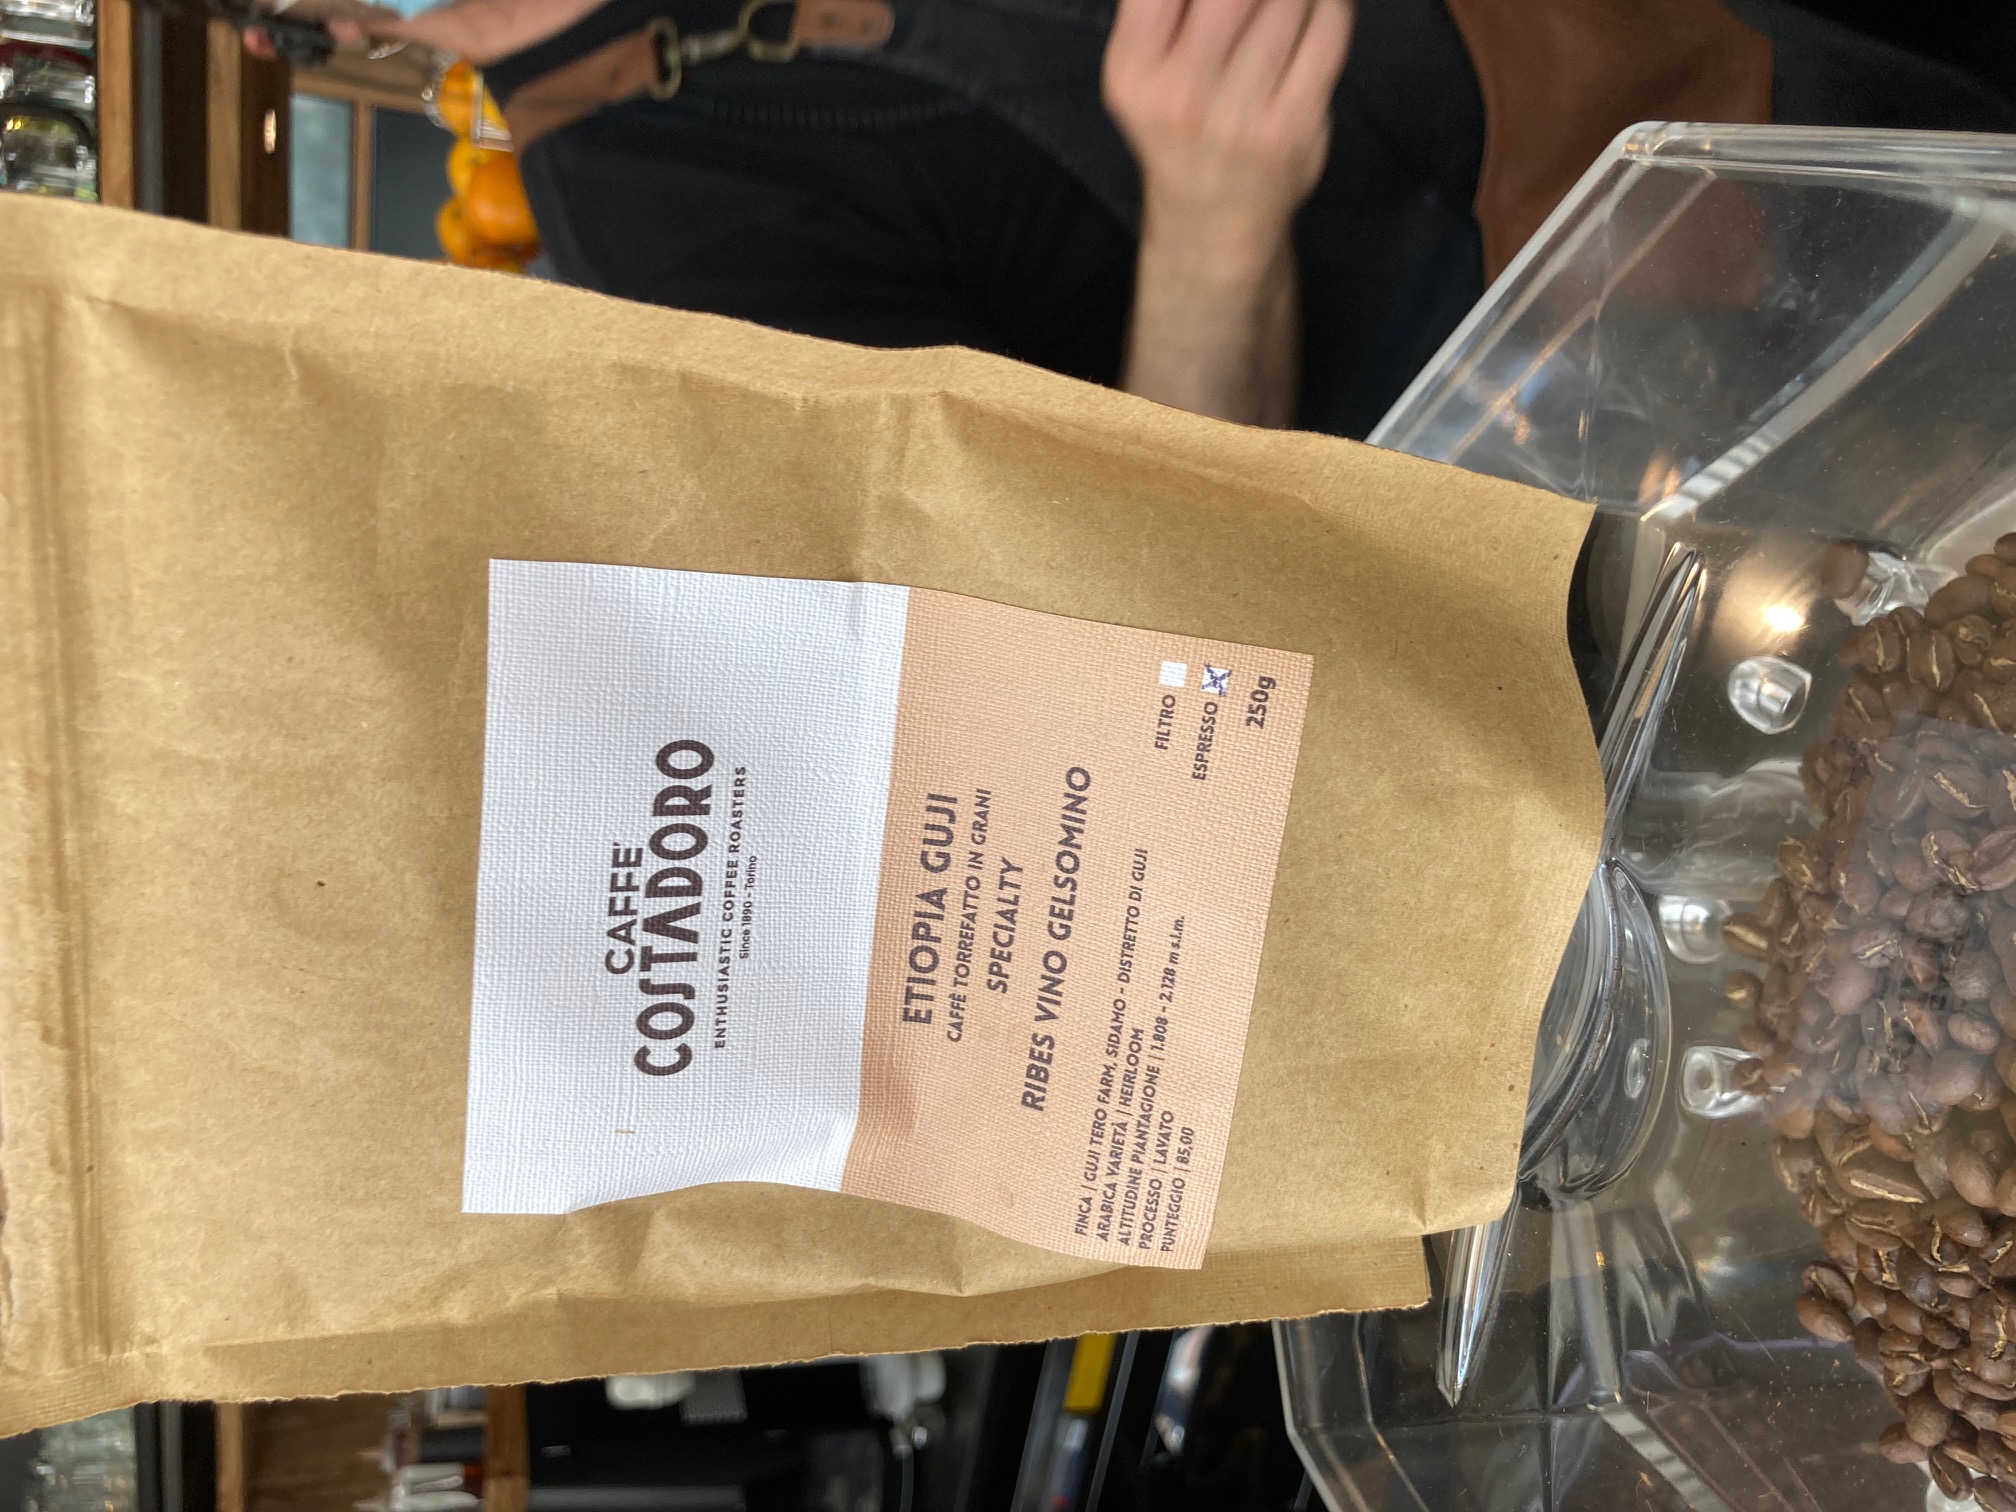 CAFFE'
COSTADORO
ENTHUSIASTIC COFFEE ROASTERS
Since 1890 - Torino
ETIOPIA GUJI
CAFFÈ TORREFATTO IN GRANI
SPECIALTY
RIBES VINO GELSOMINO
FINCA | GUJI TERO FARM, SIDAMO - DISTRETTO DI GUJI
ARABICA VARIETÀ | HEIRLOOM
ALTITUDINE PIANTAGIONE | 1.808 - 2.128 m s.l.m.
PROCESSO | LAVATO
PUNTEGGIO | 85,00
FILTRO
ESPRESSO
250g